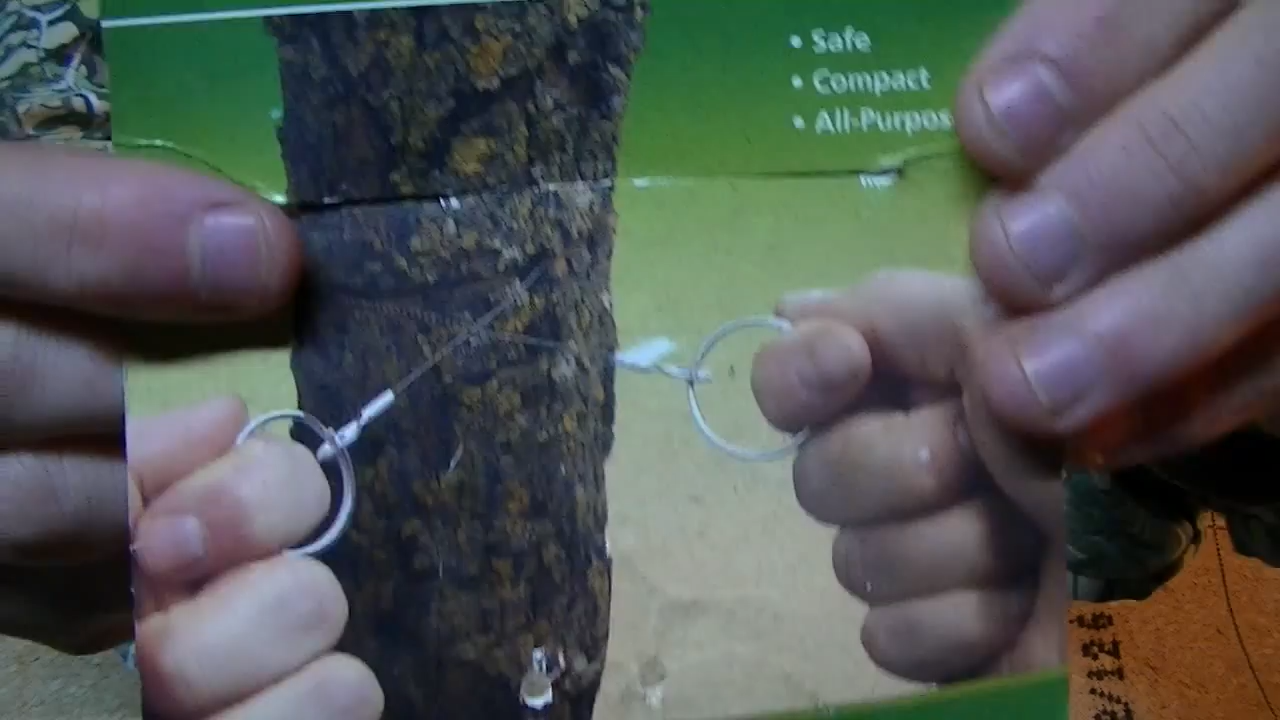 • Safe
• Compact
• All-Purpos